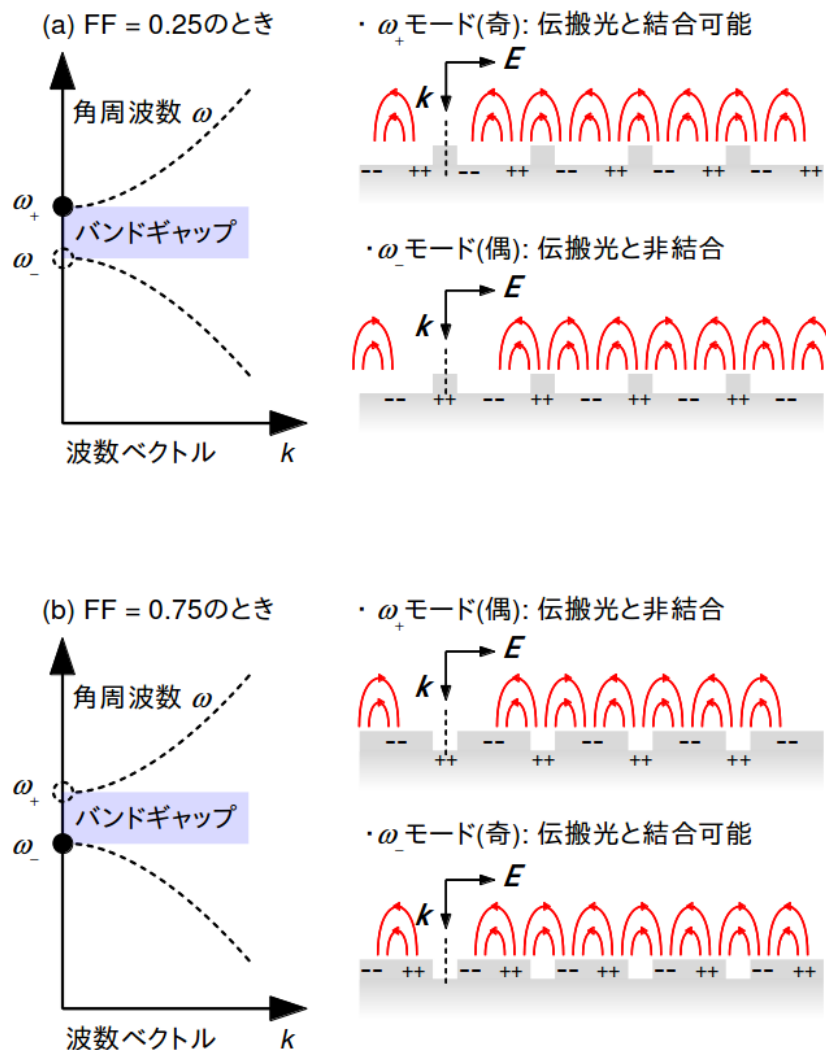 (a) FF = 0.25のとき
・ω₊モード(奇): 伝搬光と結合可能
角周波数 ω
E
k
ω₊
バンドギャップ
ω₋
-- ++ -- ++ -- ++ -- ++ -- ++
・ω₋モード(偶): 伝搬光と非結合
E
k
-- ++ -- ++ -- ++ -- ++ --
波数ベクトル k
(b) FF = 0.75のとき
・ω₊モード(偶): 伝搬光と非結合
角周波数 ω
E
k
-- -- -- -- --
++ ++ ++ ++
ω₊
バンドギャップ
ω₋
・ω₋モード(奇): 伝搬光と結合可能
E
k
-- ++ -- ++ -- ++ -- ++ -- ++
波数ベクトル k